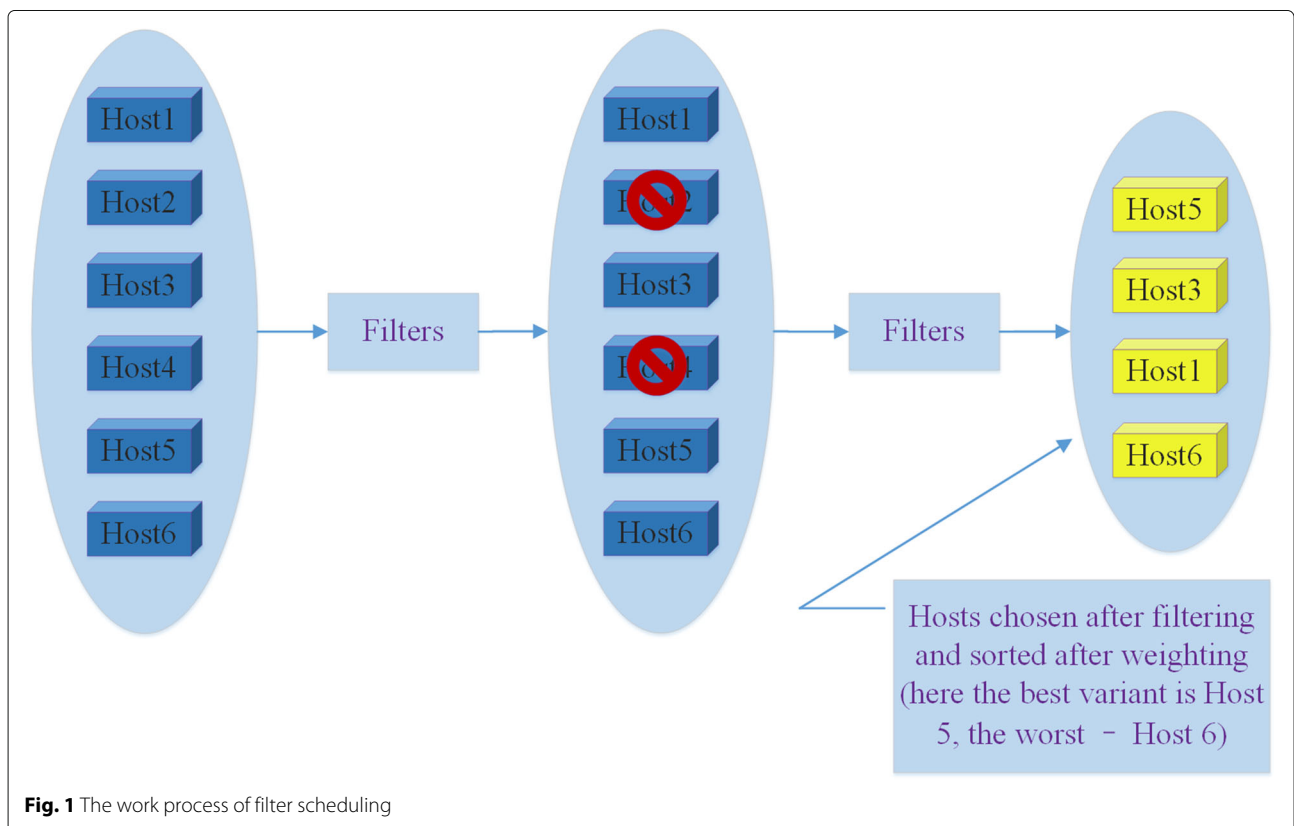 Host1
Host2
Host3
Host4
Host5
Host6
Filters
Host1
Host2
Host3
Host4
Host5
Host6
Filters
Host5
Host3
Host1
Host6
Hosts chosen after filtering
and sorted after weighting
(here the best variant is Host
5, the worst - Host 6)
Fig. 1 The work process of filter scheduling